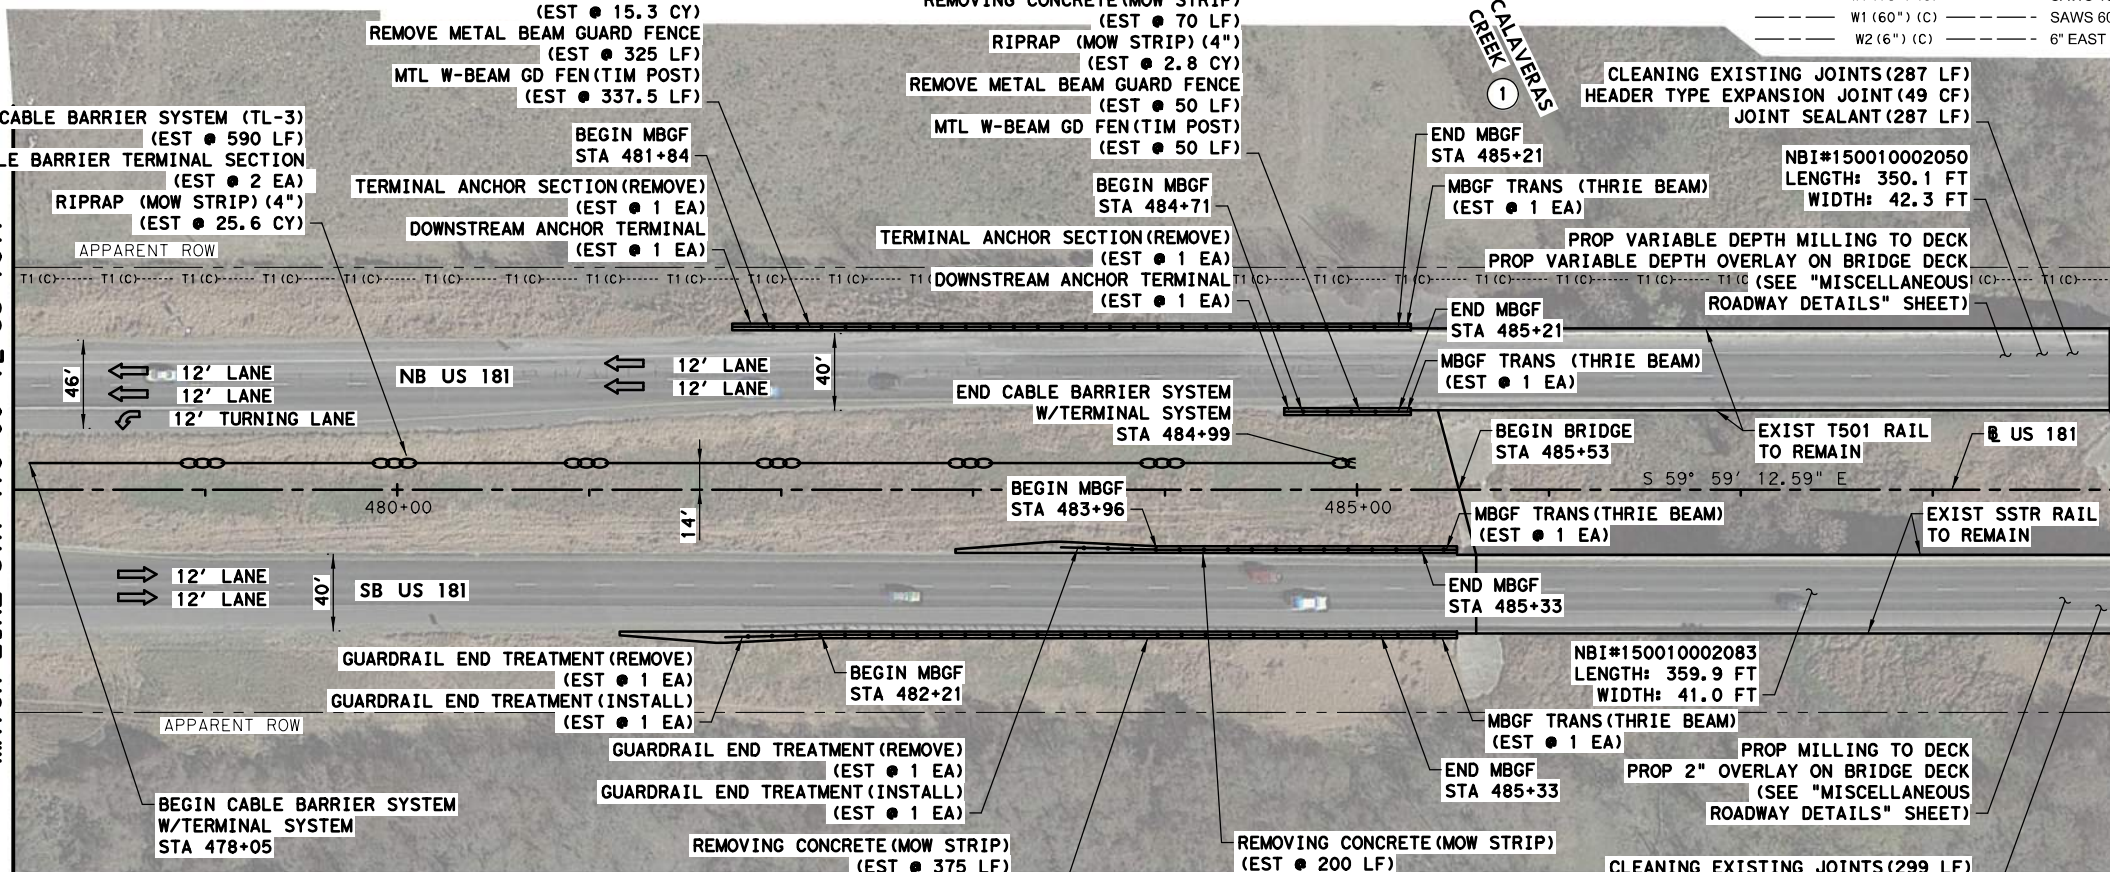 (EST @ 15.3 CY)
REMOVE METAL BEAM GUARD FENCE
(EST @ 325 LF)
MTL W-BEAM GD FEN(TIM POST)
(EST @ 337.5 LF)
(EST @ 70 LF)
RIPRAP (MOW STRIP)(4")
(EST @ 2.8 CY)
REMOVE METAL BEAM GUARD FENCE
(EST @ 50 LF)
MTL W-BEAM GD FEN(TIM POST)
(EST @ 50 LF)
CALAVERAS
CREEK
1
W1(60")(C)
SAWS 60
W2(6")(C)
6" EAST
CLEANING EXISTING JOINTS(287 LF)
HEADER TYPE EXPANSION JOINT(49 CF)
JOINT SEALANT(287 LF)
NBI#150010002050
LENGTH: 350.1 FT
WIDTH: 42.3 FT
PROP VARIABLE DEPTH MILLING TO DECK
PROP VARIABLE DEPTH OVERLAY ON BRIDGE DECK
(SEE "MISCELLANEOUS
ROADWAY DETAILS" SHEET)
CABLE BARRIER SYSTEM (TL-3)
(EST @ 590 LF)
BARRIER TERMINAL SECTION
(EST @ 2 EA)
RIPRAP (MOW STRIP)(4")
(EST @ 25.6 CY)
APPARENT ROW
BEGIN MBGF
STA 481+84
TERMINAL ANCHOR SECTION(REMOVE)
(EST @ 1 EA)
DOWNSTREAM ANCHOR TERMINAL
(EST @ 1 EA)
BEGIN MBGF
STA 484+71
TERMINAL ANCHOR SECTION(REMOVE)
(EST @ 1 EA)
DOWNSTREAM ANCHOR TERMINAL
(EST @ 1 EA)
END MBGF
STA 485+21
MBGF TRANS (THRIE BEAM)
(EST @ 1 EA)
T1(C) T1(C) T1(C) T1(C) T1(C) T1(C) T1(C) T1(C) T1(C) T1(C) T1(C) T1(C) T1(C) T1(C) T1(C)
END MBGF
STA 485+21
MBGF TRANS (THRIE BEAM)
(EST @ 1 EA)
46'
12' LANE
12' LANE
12' TURNING LANE
NB US 181
12' LANE
12' LANE
40'
END CABLE BARRIER SYSTEM
W/TERMINAL SYSTEM
STA 484+99
BEGIN BRIDGE
STA 485+53
EXIST T501 RAIL
TO REMAIN
US 181
S 59° 59' 12.59" E
480+00
485+00
14'
BEGIN MBGF
STA 483+96
MBGF TRANS(THRIE BEAM)
(EST @ 1 EA)
EXIST SSTR RAIL
TO REMAIN
12' LANE
12' LANE
40'
SB US 181
END MBGF
STA 485+33
GUARDRAIL END TREATMENT(REMOVE)
(EST @ 1 EA)
GUARDRAIL END TREATMENT(INSTALL)
(EST @ 1 EA)
BEGIN MBGF
STA 482+21
NBI#150010002083
LENGTH: 359.9 FT
WIDTH: 41.0 FT
APPARENT ROW
MBGF TRANS(THRIE BEAM)
(EST @ 1 EA)
GUARDRAIL END TREATMENT(REMOVE)
(EST @ 1 EA)
GUARDRAIL END TREATMENT(INSTALL)
(EST @ 1 EA)
END MBGF
STA 485+33
PROP MILLING TO DECK
PROP 2" OVERLAY ON BRIDGE DECK
(SEE "MISCELLANEOUS
ROADWAY DETAILS" SHEET)
BEGIN CABLE BARRIER SYSTEM
W/TERMINAL SYSTEM
STA 478+05
REMOVING CONCRETE(MOW STRIP)
(EST @ 375 LF)
REMOVING CONCRETE(MOW STRIP)
(EST @ 200 LF)
CLEANING EXISTING JOINTS(299 LF)